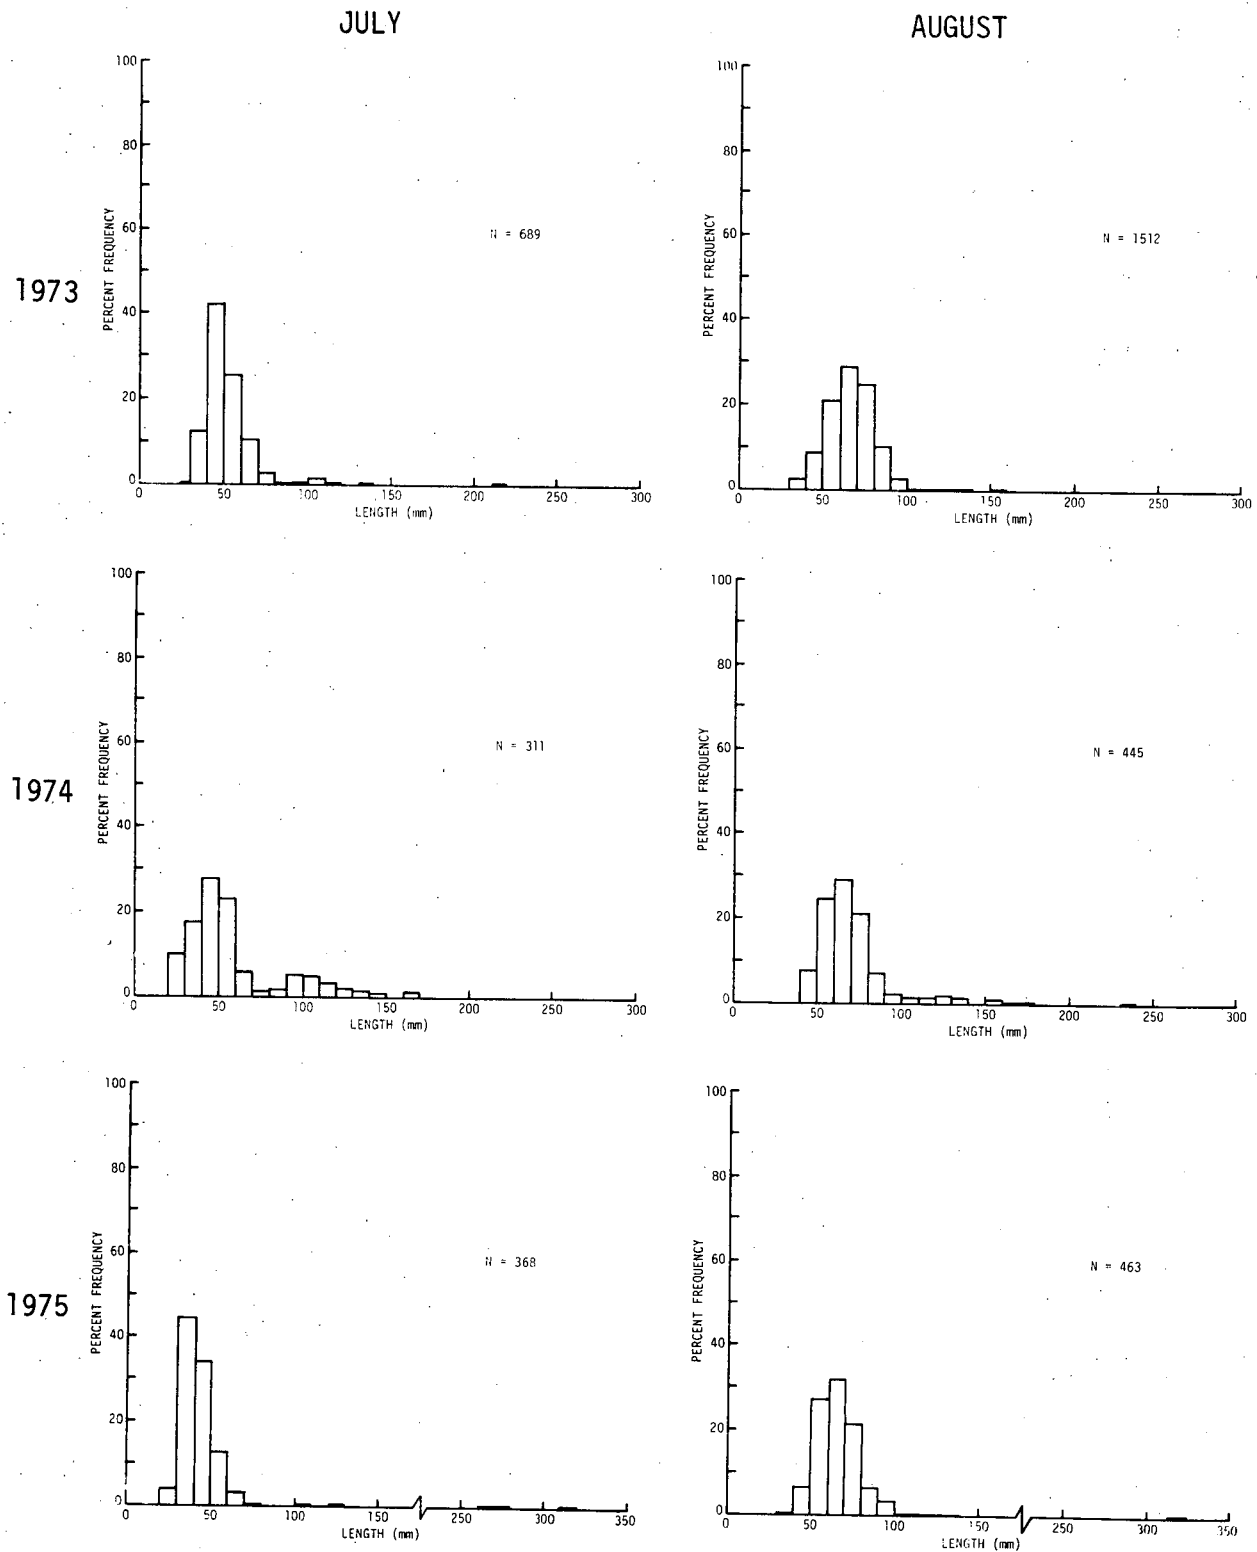 JULY
AUGUST
1973
PERCENT FREQUENCY
100
80
60
40
20
0
N = 689
0 50 100 150 200 250 300
LENGTH (mm)
PERCENT FREQUENCY
100
80
60
40
20
0
N = 1512
0 50 100 150 200 250 300
LENGTH (mm)
1974
PERCENT FREQUENCY
100
80
60
40
20
0
N = 311
0 50 100 150 200 250 300
LENGTH (mm)
PERCENT FREQUENCY
100
80
60
40
20
0
N = 445
0 50 100 150 200 250 300
LENGTH (mm)
1975
PERCENT FREQUENCY
100
80
60
40
20
0
N = 368
0 50 100 150 250 300 350
LENGTH (mm)
PERCENT FREQUENCY
100
80
60
40
20
0
N = 463
0 50 100 150 250 300 350
LENGTH (mm)